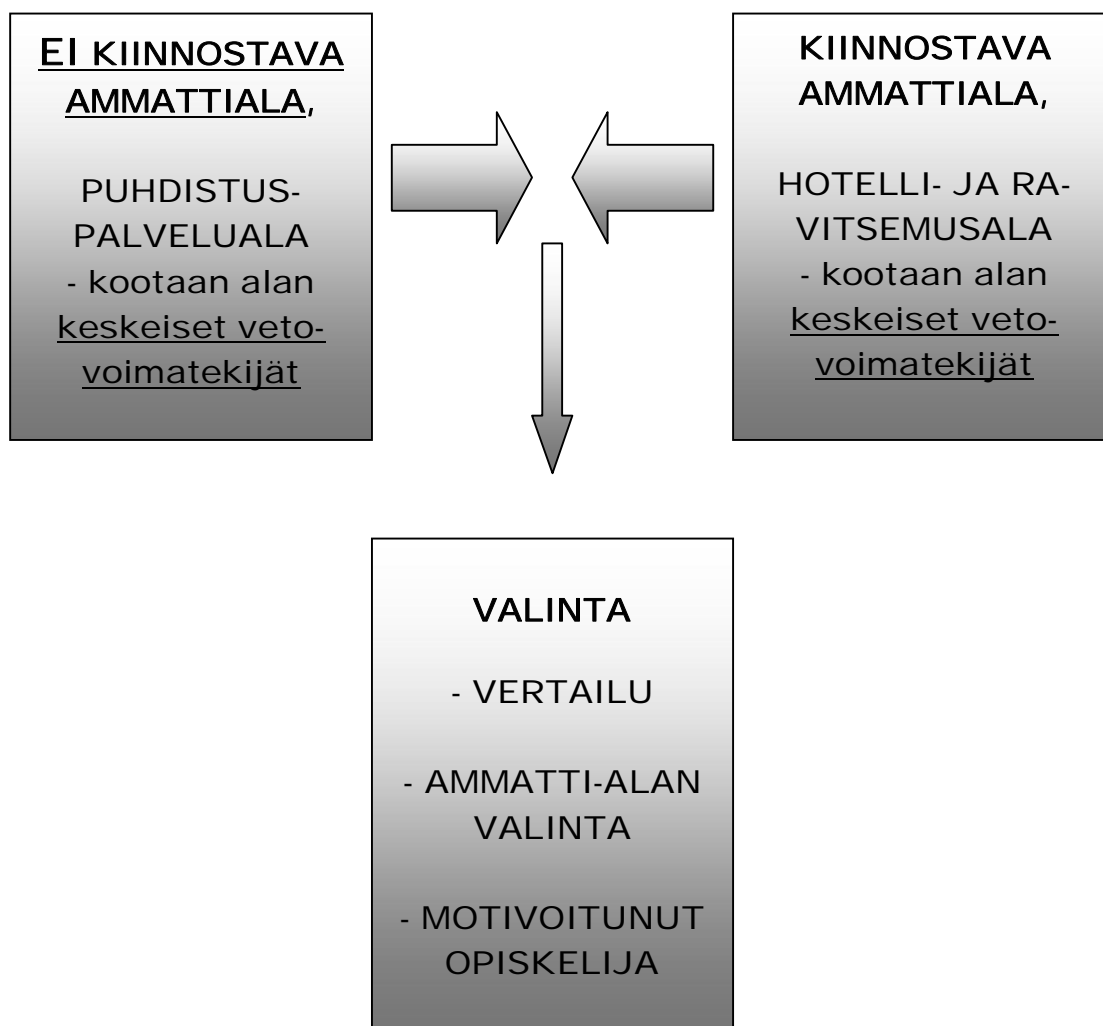 EI KIINNOSTAVA
AMMATTIALA,
PUHDISTUS-
PALVELUALA
- kootaan alan
keskeiset veto-
voimatekijät
KIINNOSTAVA
AMMATTIALA,
HOTELLI- JA RA-
VITSEMUSALA
- kootaan alan
keskeiset veto-
voimatekijät
VALINTA
- VERTAILU
- AMMATTI-ALAN
VALINTA
- MOTIVOITUNUT
OPISKELIJA